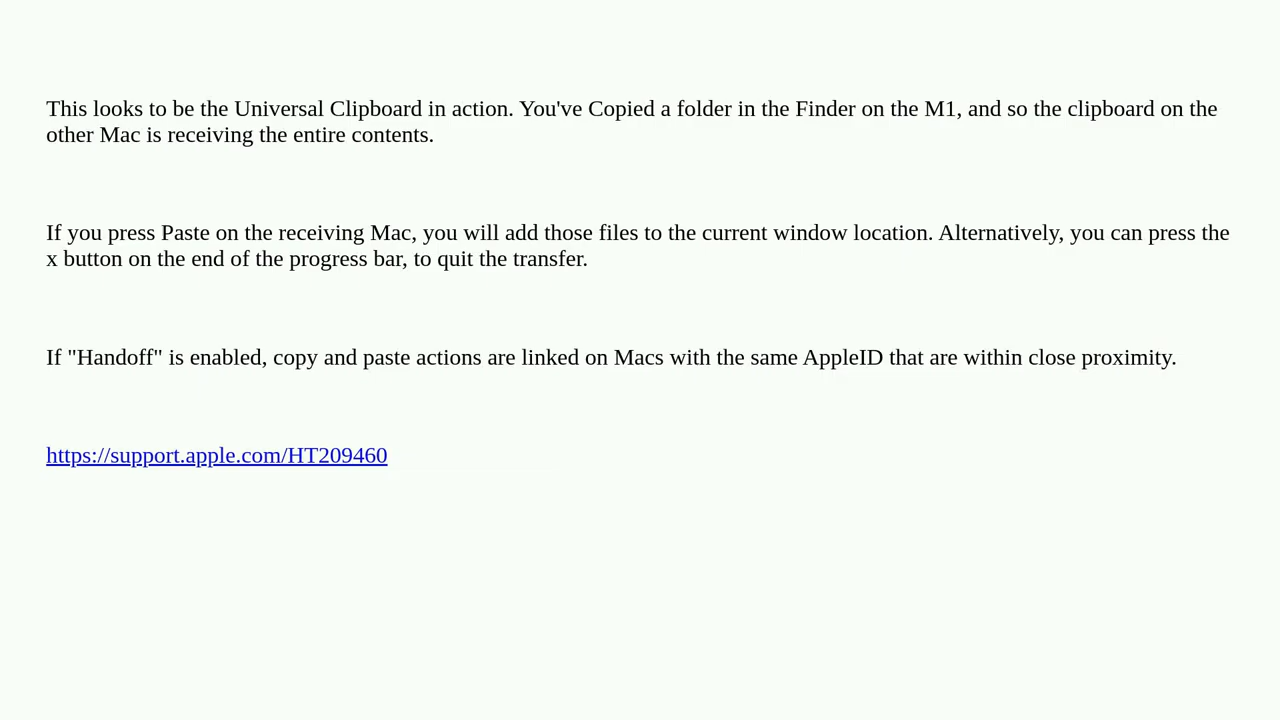 This looks to be the Universal Clipboard in action. You've Copied a folder in the Finder on the M1, and so the clipboard on the
other Mac is receiving the entire contents.
If you press Paste on the receiving Mac, you will add those files to the current window location. Alternatively, you can press the
x button on the end of the progress bar, to quit the transfer.
If "Handoff" is enabled, copy and paste actions are linked on Macs with the same AppleID that are within close proximity.
https://support.apple.com/HT209460